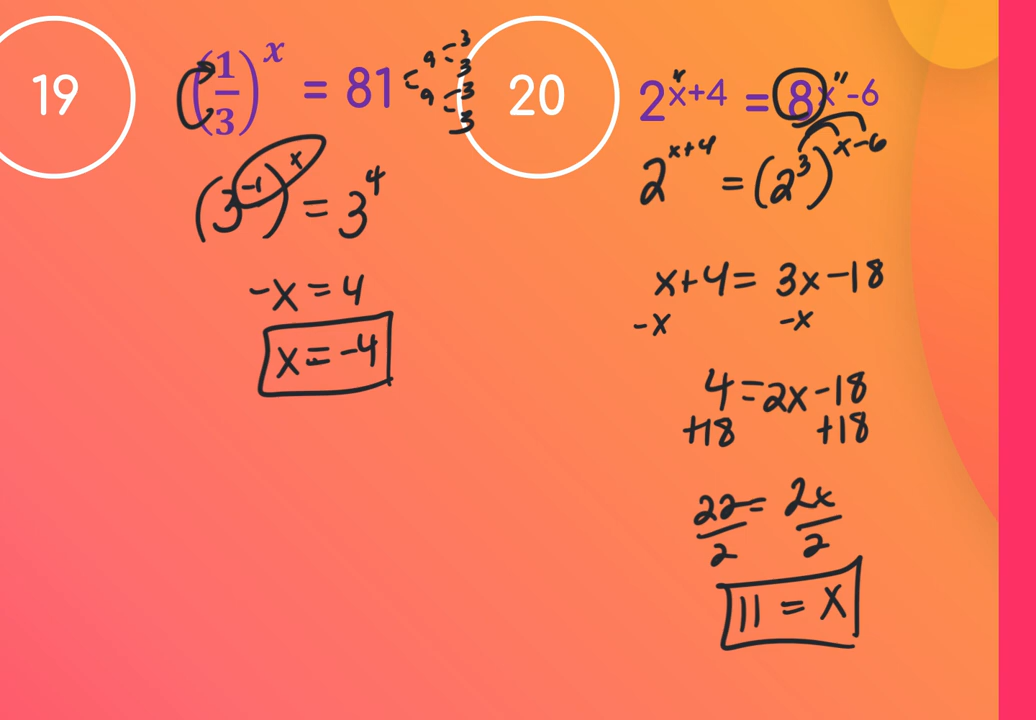 19
(1/3)^x = 81
9 3
3
9 3
3
(3^-1)^x = 3^4
-x = 4
x = -4
20
2^x+4 = 8^x-6
2^x+4 = (2^3)^x-6
x+4 = 3x-18
-x -x
4 = 2x-18
+18 +18
22/2 = 2x/2
11 = x